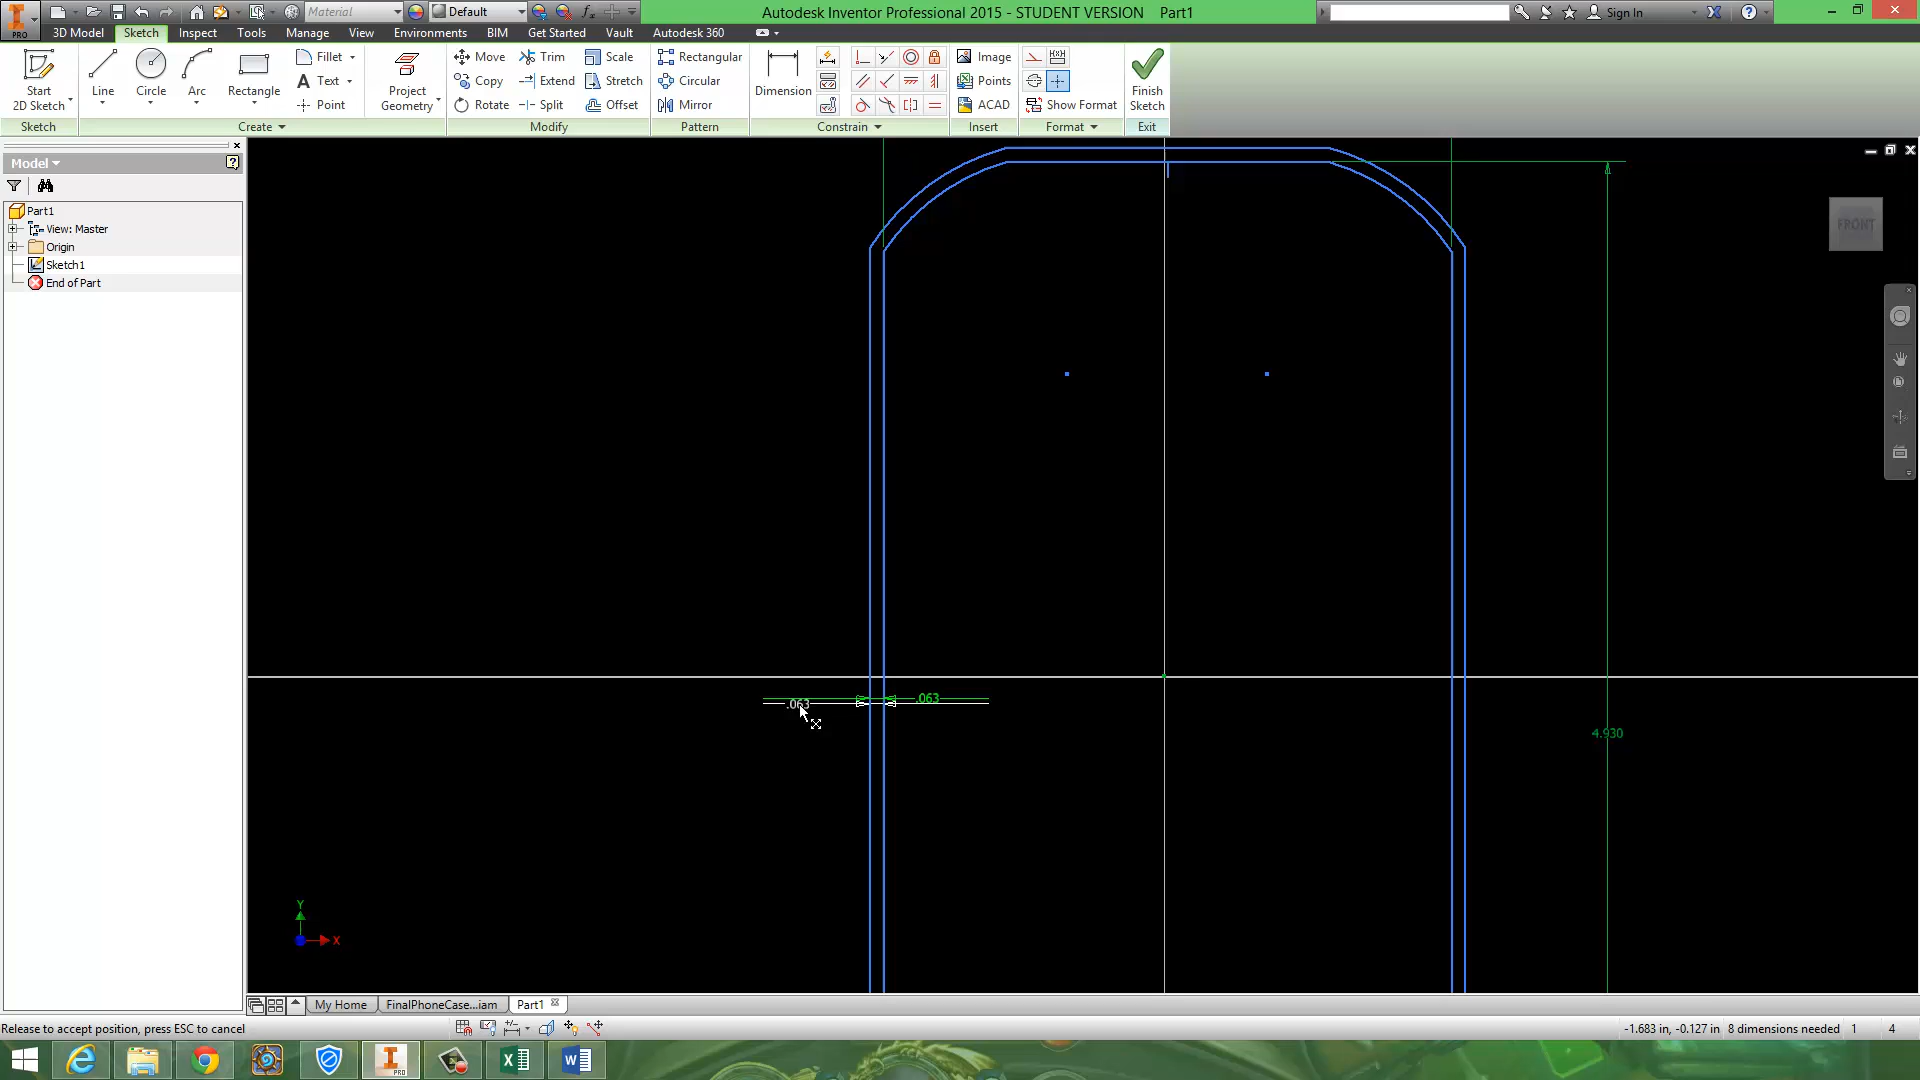 Material
Default
Autodesk Inventor Professional 2015 - STUDENT VERSION Part1
Sign In
PRO
3D Model Sketch Inspect Tools Manage View Environments BIM Get Started Vault Autodesk 360
Start
2D Sketch
Line
Circle
Arc
Rectangle
Fillet
Text
Point
Project
Geometry
Move
Copy
Rotate
Trim
Extend
Split
Scale
Stretch
Offset
Rectangular
Circular
Mirror
Dimension
Image
Points
ACAD
Show Format
Finish
Sketch
Sketch Create Modify Pattern Constrain Insert Format Exit
Model
Part1
View: Master
Origin
Sketch1
End of Part
FRONT
.063
.063
4.930
Y
X
My Home FinalPhoneCase...iam Part1
Release to accept position, press ESC to cancel
-1.683 in, -0.127 in 8 dimensions needed 1 4
PRO